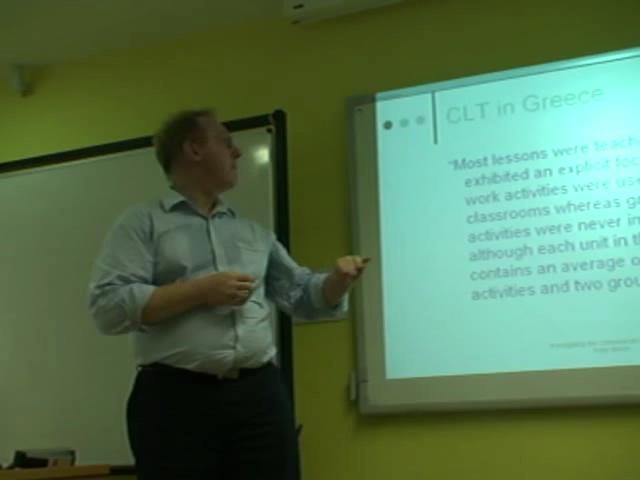 CLT in Greece
"Most lessons were teach
exhibited an explicit foc
work activities were use
classrooms whereas gr
activities were never in
although each unit in th
contains an average o
activities and two grou